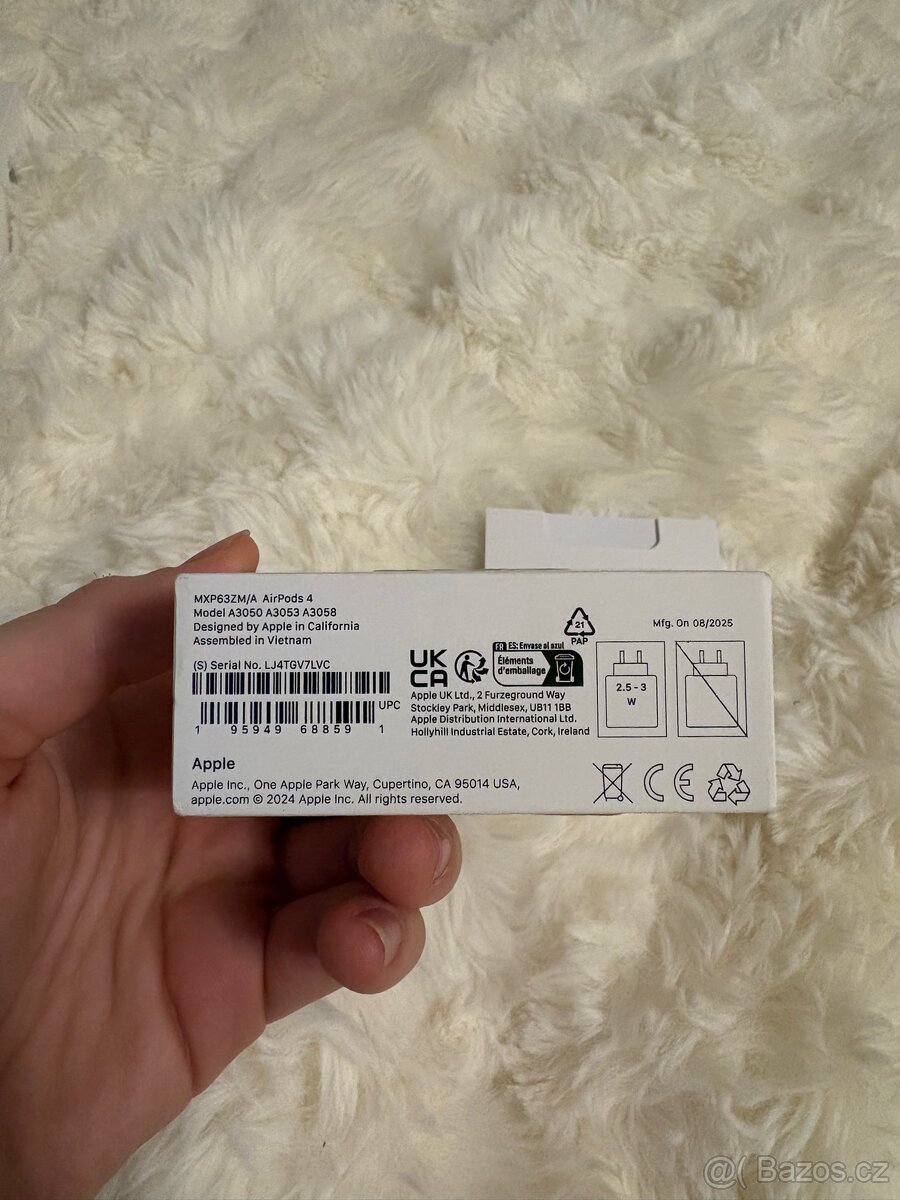 MXP63ZM/A AirPods 4
Model A3050 A3053 A3058
Designed by Apple in California
Assembled in Vietnam
(S) Serial No. LJ4TGV7LVC
UPC
1 95949 68859 1
UK
CA
FR ES: Envase al azul
Éléments
d'emballage
21
PAP
Mfg. On 08/2025
2.5 - 3
W
Apple UK Ltd., 2 Furzeground Way
Stockley Park, Middlesex, UB11 1BB
Apple Distribution International Ltd.
Hollyhill Industrial Estate, Cork, Ireland
Apple
Apple Inc., One Apple Park Way, Cupertino, CA 95014 USA,
apple.com © 2024 Apple Inc. All rights reserved.
CE
@( Bazos.cz